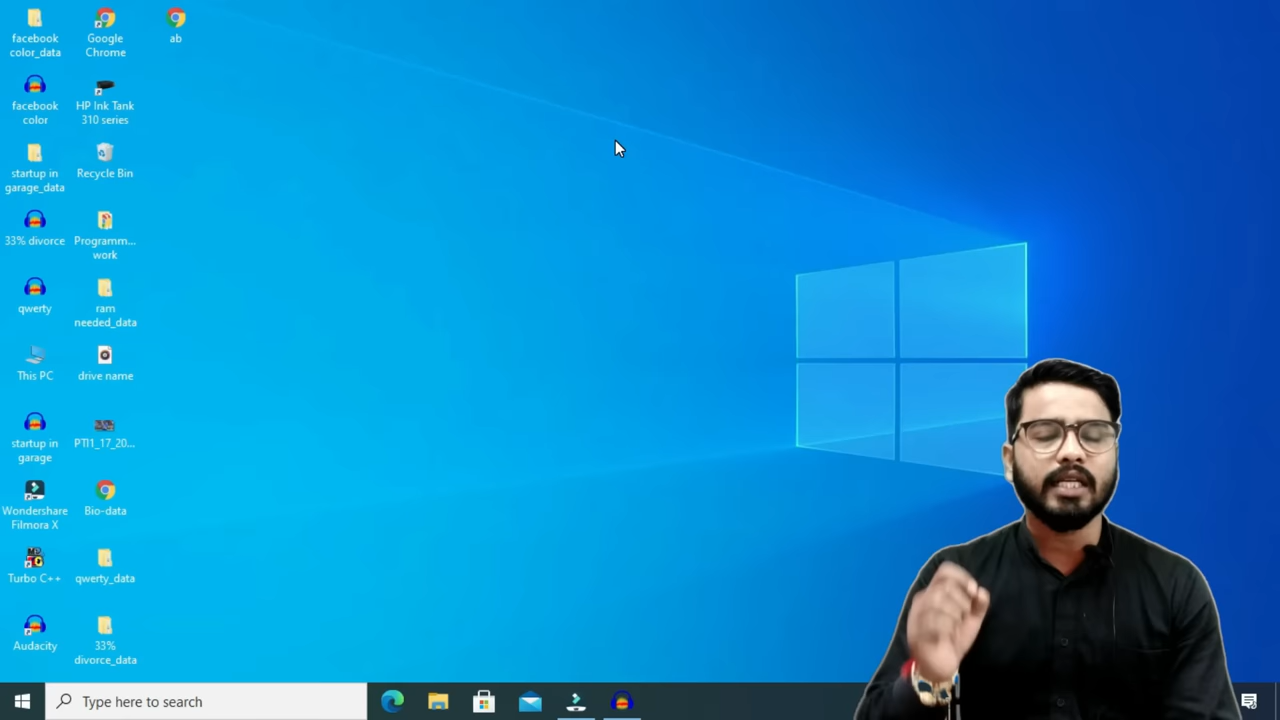 facebook
color_data
Google
Chrome
ab
facebook
color
HP Ink Tank
310 series
startup in
garage_data
Recycle Bin
33% divorce
Programm...
work
qwerty
ram
needed_data
This PC
drive name
startup in
garage
PTI1_17_20...
Wondershare
Filmora X
Bio-data
Turbo C++
qwerty_data
Audacity
33%
divorce_data
Type here to search